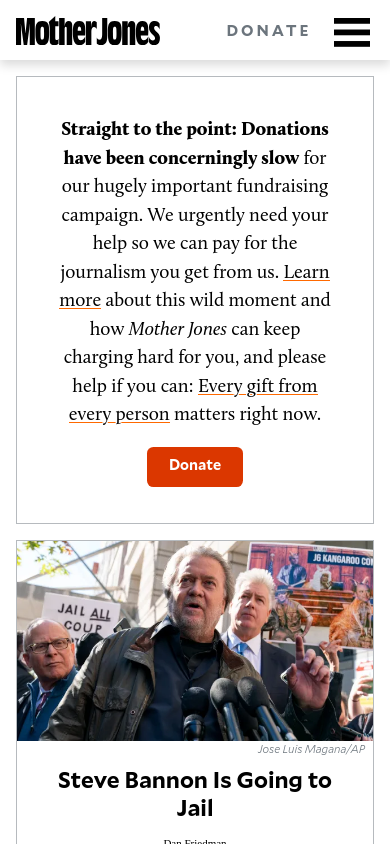 Mother Jones
DONATE
Straight to the point: Donations
have been concerningly slow for
our hugely important fundraising
campaign. We urgently need your
help so we can pay for the
journalism you get from us. Learn
more about this wild moment and
how Mother Jones can keep
charging hard for you, and please
help if you can: Every gift from
every person matters right now.
Donate
JAIL ALL
COUP
J6 KANGAROO COU
Jose Luis Magana/AP
Steve Bannon Is Going to
Jail
Dan Friedman